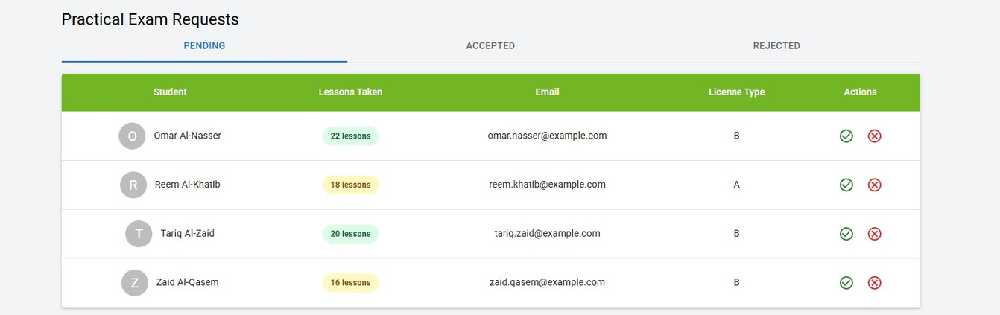 Practical Exam Requests
PENDING ACCEPTED REJECTED
Student Lessons Taken Email License Type Actions
O Omar Al-Nasser 22 lessons omar.nasser@example.com B
R Reem Al-Khatib 18 lessons reem.khatib@example.com A
T Tariq Al-Zaid 20 lessons tariq.zaid@example.com B
Z Zaid Al-Qasem 16 lessons zaid.qasem@example.com B